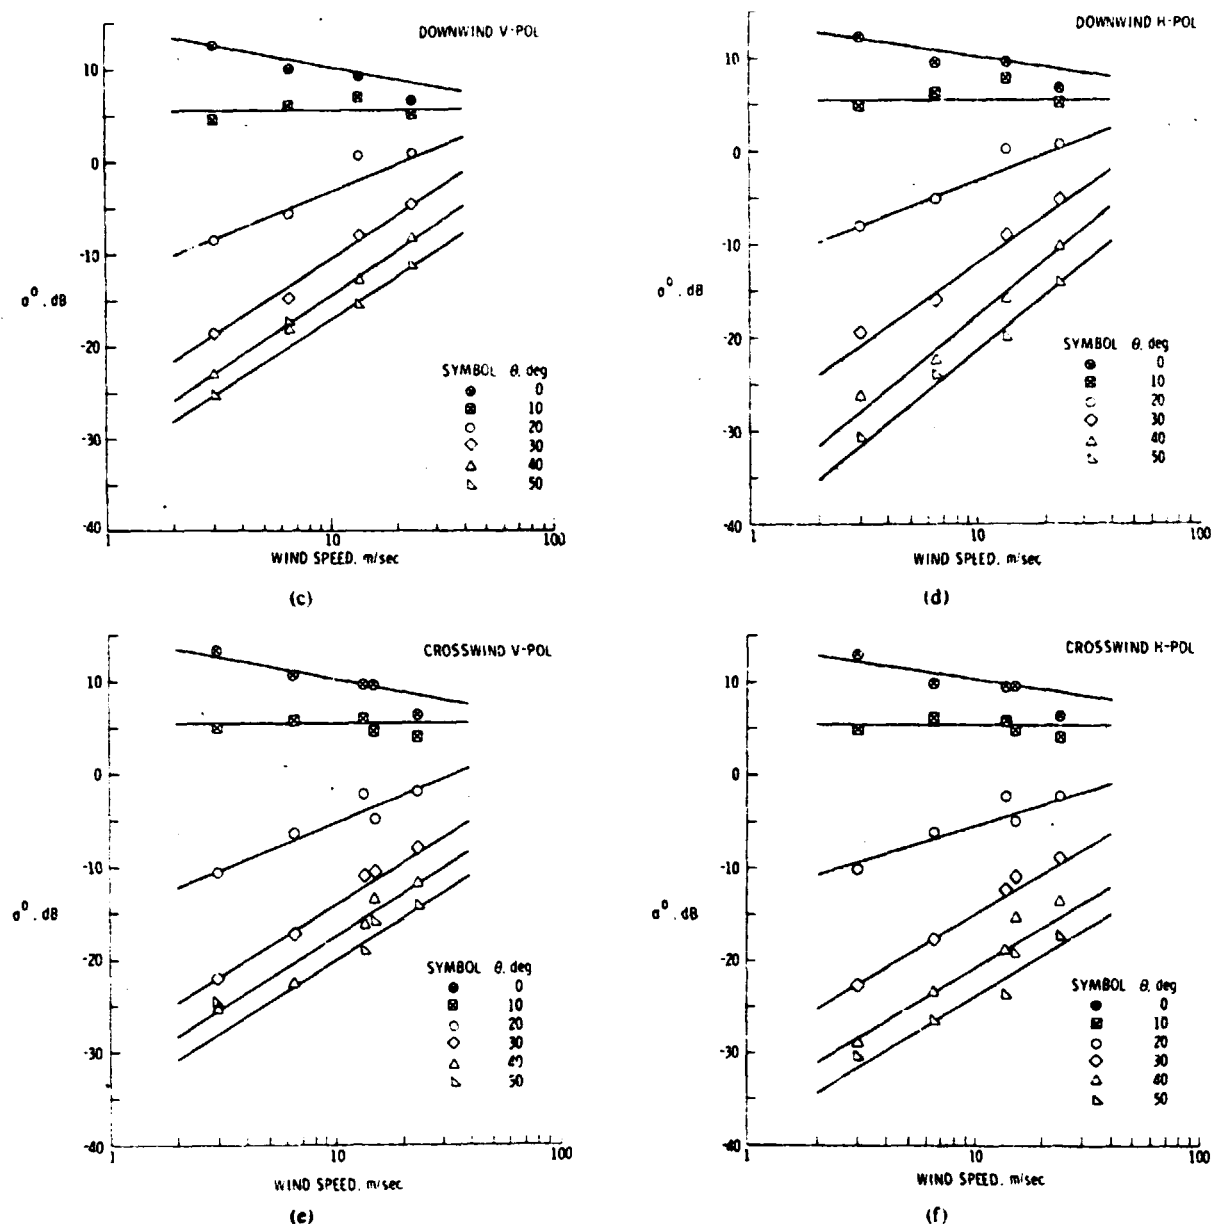 DOWNWIND V-POL
10
0
-10
σ⁰, dB
-20
-30
-40
SYMBOL θ, deg
0
10
20
30
40
50
1 10 100
WIND SPEED, m/sec
(c)
DOWNWIND H-POL
10
0
-10
σ⁰, dB
-20
-30
-40
SYMBOL θ, deg
0
10
20
30
40
50
1 10 100
WIND SPEED, m/sec
(d)
CROSSWIND V-POL
10
0
-10
σ⁰, dB
-20
-30
-40
SYMBOL θ, deg
0
10
20
30
40
50
1 10 100
WIND SPEED, m/sec
(e)
CROSSWIND H-POL
10
0
-10
σ⁰, dB
-20
-30
-40
SYMBOL θ, deg
0
10
20
30
40
50
1 10 100
WIND SPEED, m/sec
(f)